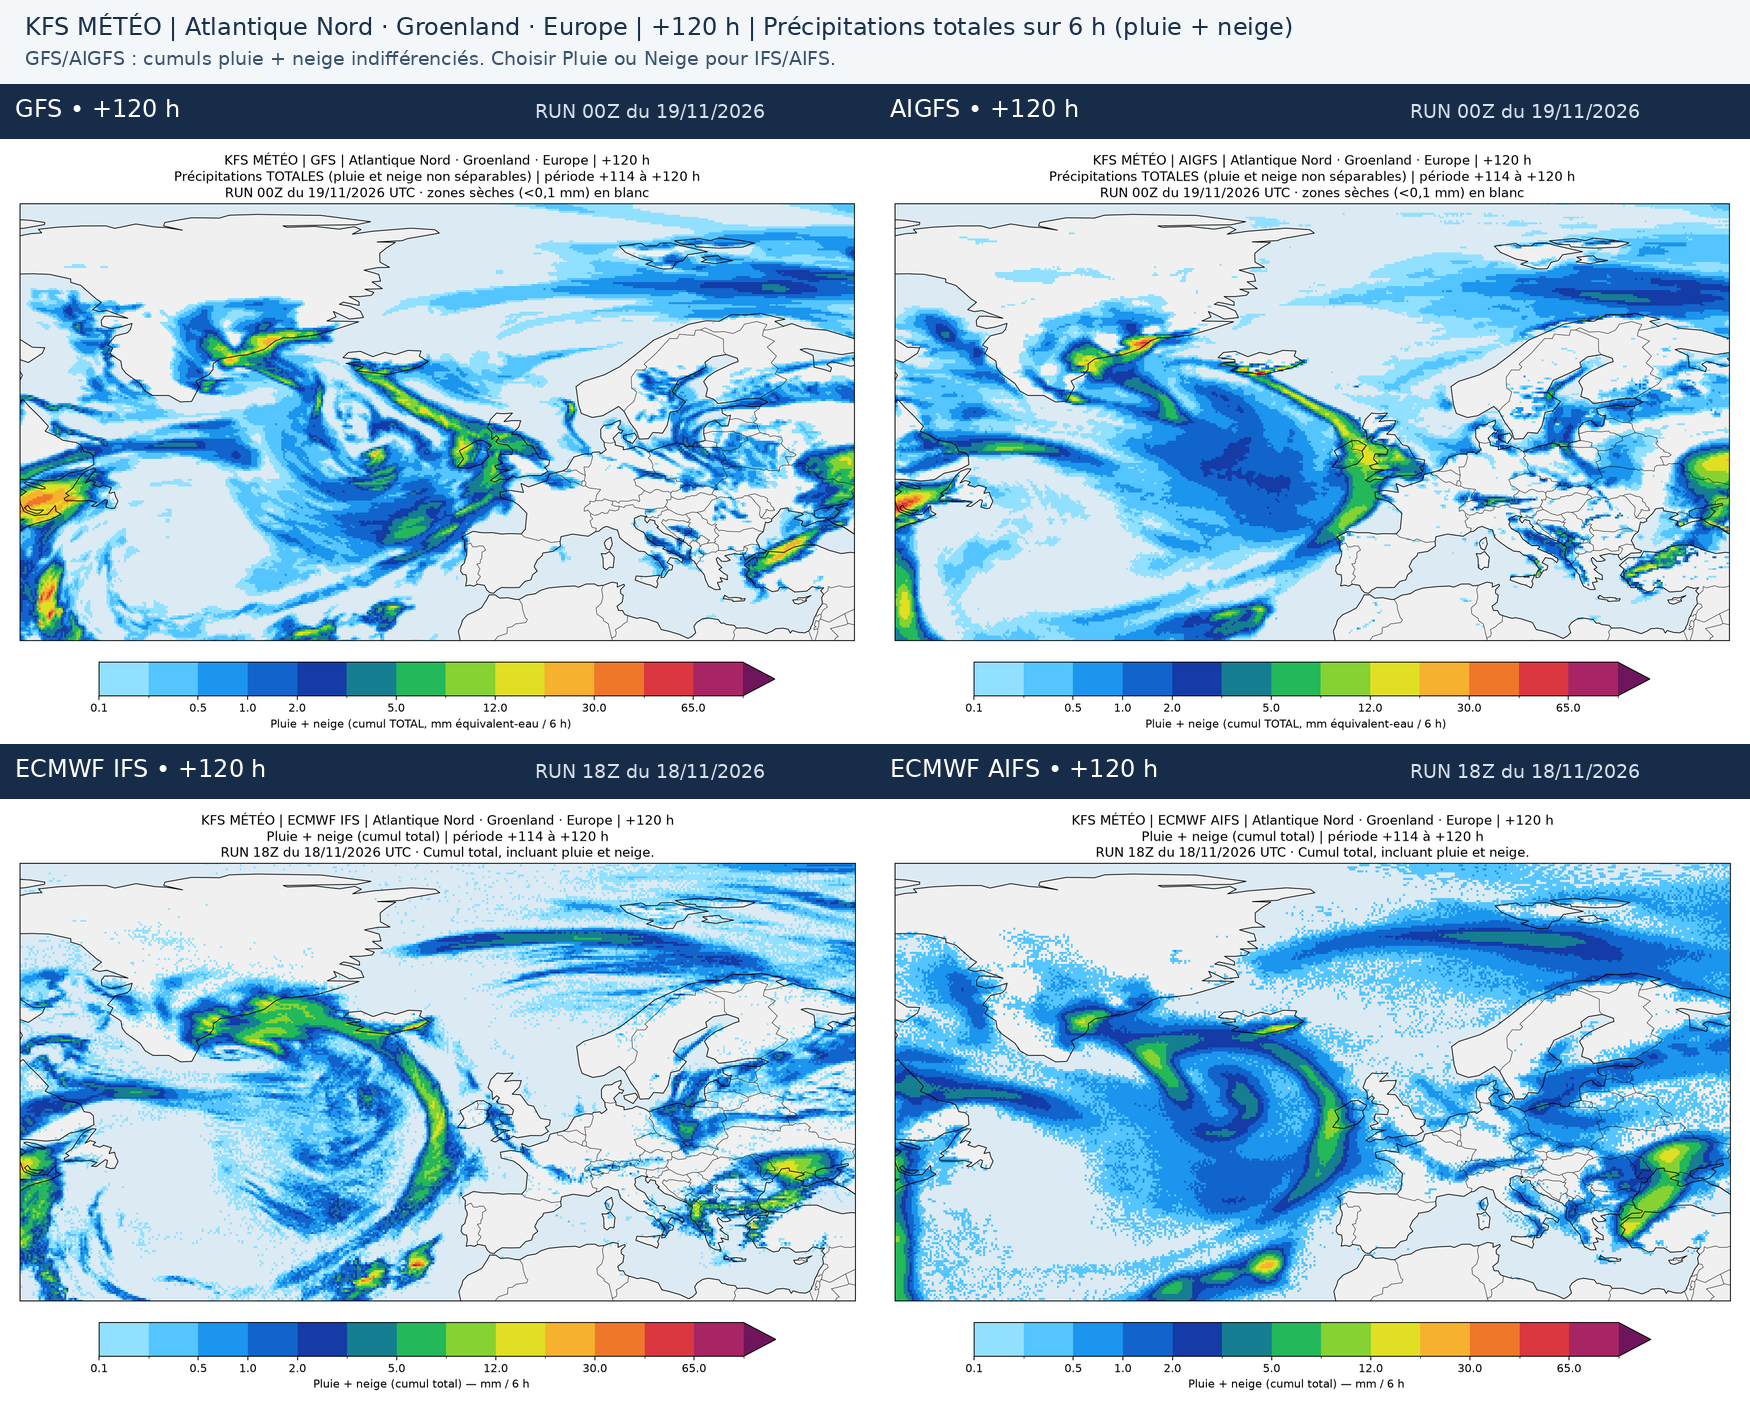 KFS MÉTÉO | Atlantique Nord · Groenland · Europe | +120 h | Précipitations totales sur 6 h (pluie + neige)
GFS/AIGFS : cumuls pluie + neige indifférenciés. Choisir Pluie ou Neige pour IFS/AIFS.
GFS • +120 h RUN 00Z du 19/11/2026
AIGFS • +120 h RUN 00Z du 19/11/2026
KFS MÉTÉO | GFS | Atlantique Nord · Groenland · Europe | +120 h
Précipitations TOTALES (pluie et neige non séparables) | période +114 à +120 h
RUN 00Z du 19/11/2026 UTC · zones sèches (<0,1 mm) en blanc
KFS MÉTÉO | AIGFS | Atlantique Nord · Groenland · Europe | +120 h
Précipitations TOTALES (pluie et neige non séparables) | période +114 à +120 h
RUN 00Z du 19/11/2026 UTC · zones sèches (<0,1 mm) en blanc
0.1 0.5 1.0 2.0 5.0 12.0 30.0 65.0
Pluie + neige (cumul TOTAL, mm équivalent-eau / 6 h)
0.1 0.5 1.0 2.0 5.0 12.0 30.0 65.0
Pluie + neige (cumul TOTAL, mm équivalent-eau / 6 h)
ECMWF IFS • +120 h RUN 18Z du 18/11/2026
ECMWF AIFS • +120 h RUN 18Z du 18/11/2026
KFS MÉTÉO | ECMWF IFS | Atlantique Nord · Groenland · Europe | +120 h
Pluie + neige (cumul total) | période +114 à +120 h
RUN 18Z du 18/11/2026 UTC · Cumul total, incluant pluie et neige.
KFS MÉTÉO | ECMWF AIFS | Atlantique Nord · Groenland · Europe | +120 h
Pluie + neige (cumul total) | période +114 à +120 h
RUN 18Z du 18/11/2026 UTC · Cumul total, incluant pluie et neige.
0.1 0.5 1.0 2.0 5.0 12.0 30.0 65.0
Pluie + neige (cumul total) — mm / 6 h
0.1 0.5 1.0 2.0 5.0 12.0 30.0 65.0
Pluie + neige (cumul total) — mm / 6 h